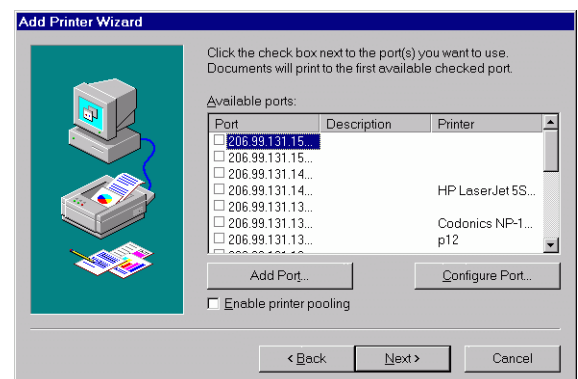 Add Printer Wizard
Click the check box next to the port(s) you want to use.
Documents will print to the first available checked port.
Available ports:
Port Description Printer
206.99.131.15...
206.99.131.15...
206.99.131.14...
206.99.131.14... HP LaserJet 5S...
206.99.131.13...
206.99.131.13... Codonics NP-1...
206.99.131.13... p12
Add Port... Configure Port...
Enable printer pooling
< Back Next > Cancel